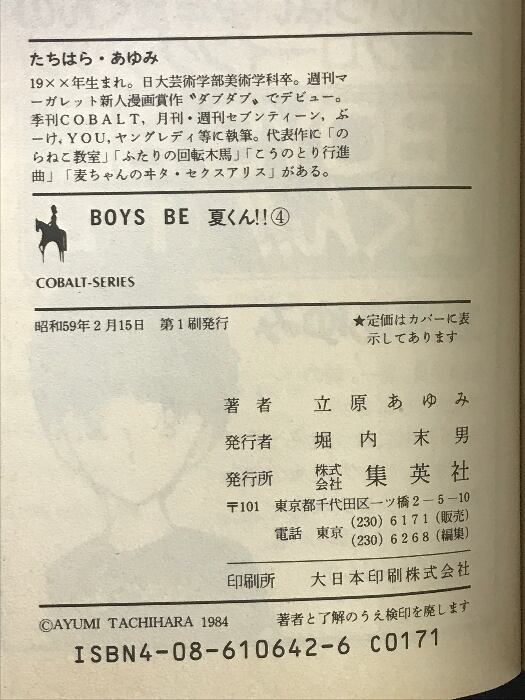 たちはら・あゆみ
19××年生まれ。日大芸術学部美術学科卒。週刊マ
ーガレット新人漫画賞作〝ダブダブ〟でデビュー。
季刊COBALT，月刊・週刊セブンティーン，ぶ
ーけ，YOU，ヤングレディ等に執筆。代表作に「の
らねこ教室」「ふたりの回転木馬」「こうのとり行進
曲」「麦ちゃんのヰタ・セクスアリス」がある。
BOYS BE 夏くん!!④
COBALT-SERIES
昭和59年2月15日 第1刷発行
★定価はカバーに表
示してあります
著者 立原あゆみ
発行者 堀内末男
発行所 株式会社 集英社
〒101 東京都千代田区一ツ橋2－5－10
電話 東京 (230)6171(販売)
(230)6268(編集)
印刷所 大日本印刷株式会社
©AYUMI TACHIHARA 1984 著者と了解のうえ検印を廃します
ISBN4-08-610642-6 C0171